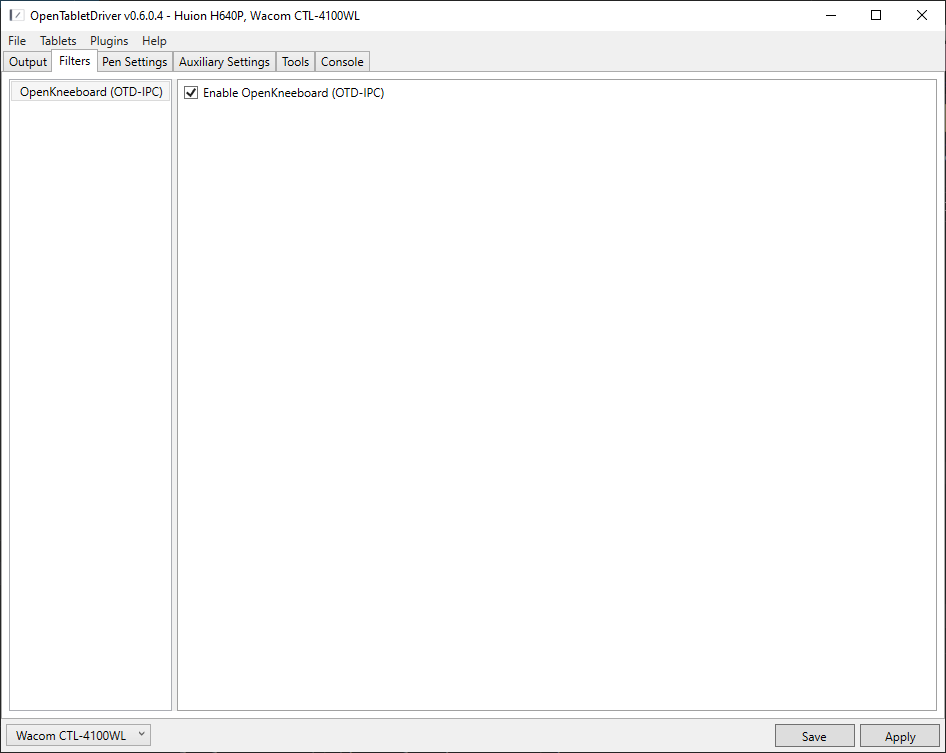 OpenTabletDriver v0.6.0.4 - Huion H640P, Wacom CTL-4100WL
File Tablets Plugins Help
Output Filters Pen Settings Auxiliary Settings Tools Console
OpenKneeboard (OTD-IPC) Enable OpenKneeboard (OTD-IPC)
Wacom CTL-4100WL Save Apply